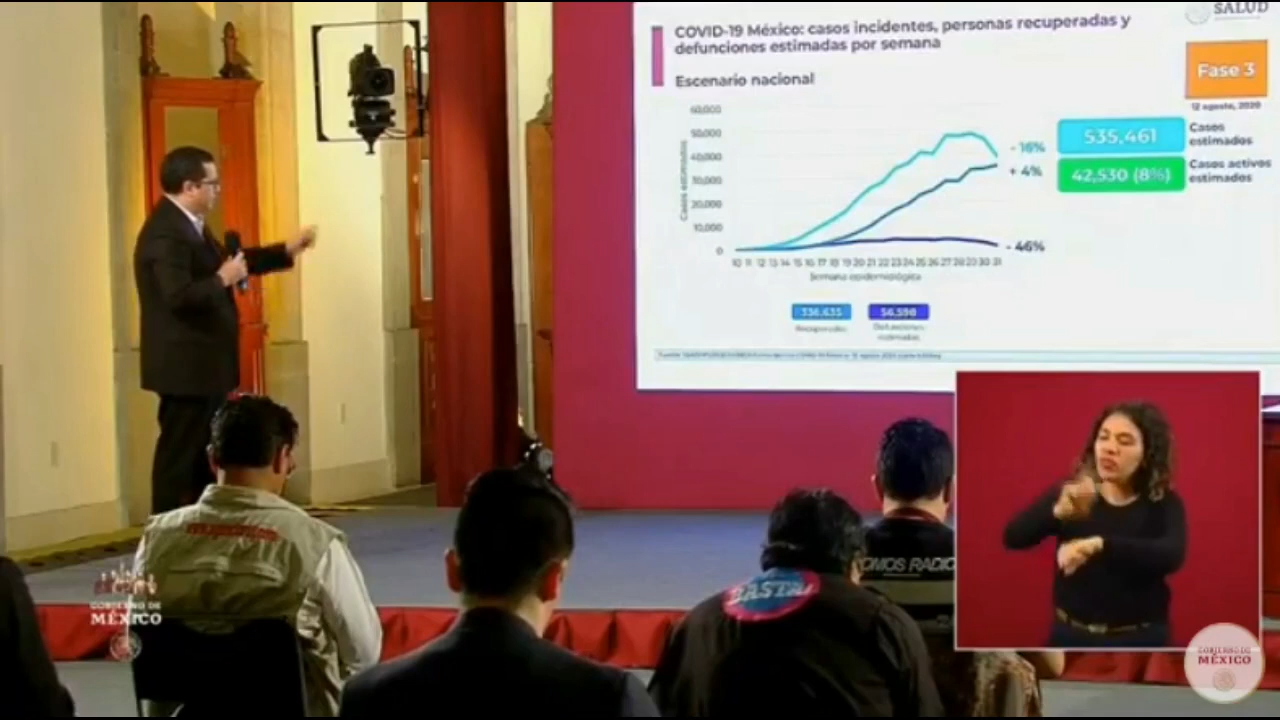 SALUD
COVID-19 México: casos incidentes, personas recuperadas y
defunciones estimadas por semana
Escenario nacional
Fase 3
12 agosto, 2020
60,000
50,000
40,000
30,000
20,000
10,000
0
Casos estimados
- 16%
+ 4%
- 46%
10 11 12 13 14 15 16 17 18 19 20 21 22 23 24 25 26 27 28 29 30 31
Semana epidemiológica
535,461
Casos
estimados
42,530 (8%)
Casos activos
estimados
Recuperados
Defunciones
estimadas
SOMOS RADIO
BASTA!
GOBIERNO DE
MÉXICO
GOBIERNO DE
MÉXICO